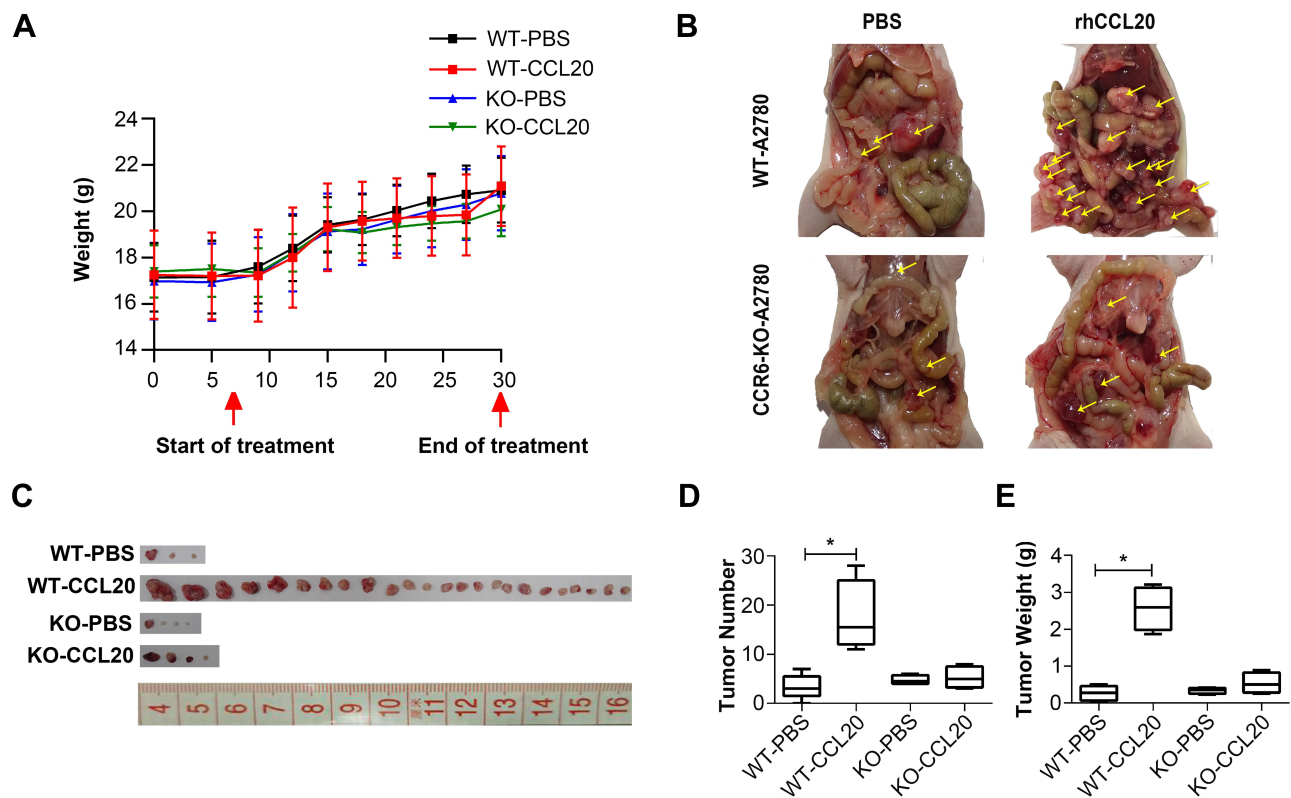 A
WT-PBS
WT-CCL20
KO-PBS
KO-CCL20
Weight (g)
24
22
20
18
16
14
0
5
10
15
20
25
30
Start of treatment
End of treatment
B
PBS
rhCCL20
WT-A2780
CCR6-KO-A2780
C
WT-PBS
WT-CCL20
KO-PBS
KO-CCL20
4 5 6 7 8 9 10 厘米 11 12 13 14 15 16
D
Tumor Number
30
20
10
0
*
WT-PBS
WT-CCL20
KO-PBS
KO-CCL20
E
Tumor Weight (g)
4
3
2
1
0
*
WT-PBS
WT-CCL20
KO-PBS
KO-CCL20